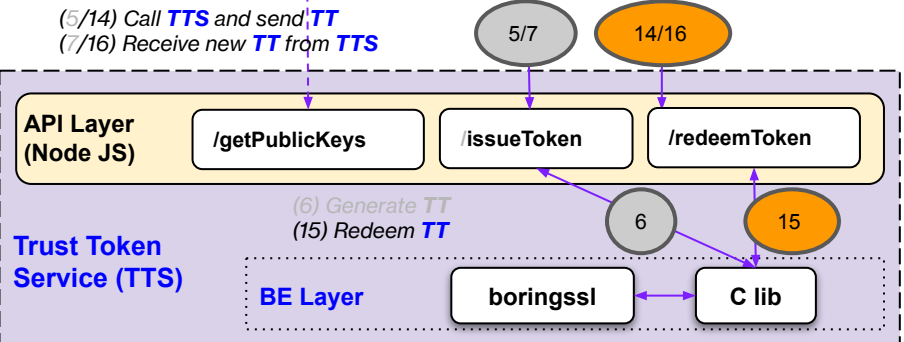 (5/14) Call TTS and send TT
(7/16) Receive new TT from TTS
5/7
14/16
API Layer
(Node JS)
/getPublicKeys
/issueToken
/redeemToken
(6) Generate TT
(15) Redeem TT
6
15
Trust Token
Service (TTS)
BE Layer
boringssl
C lib